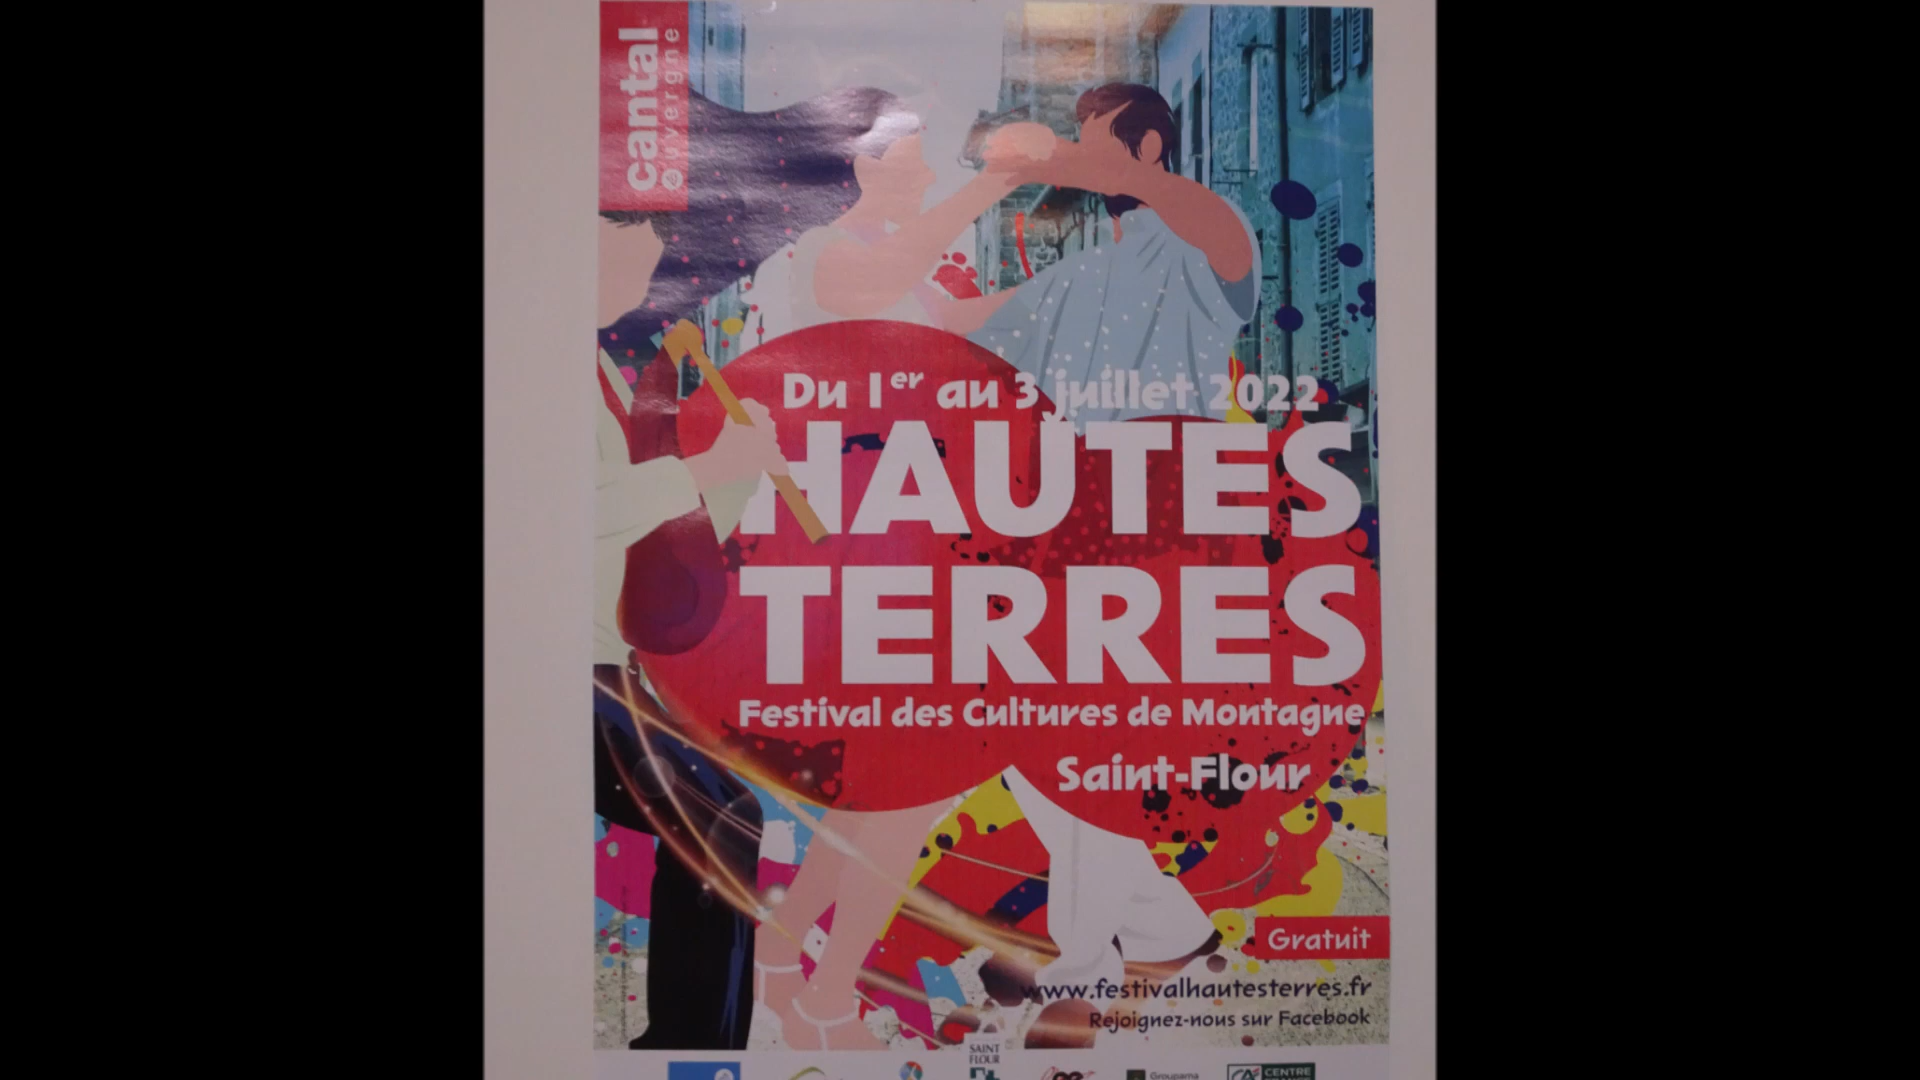 cantal
auvergne
Du 1er au 3 juillet 2022
HAUTES
TERRES
Festival des Cultures de Montagne
Saint-Flour
Gratuit
www.festivalhautesterres.fr
Rejoignez-nous sur Facebook
SAINT
FLOUR
Groupama
CENTRE